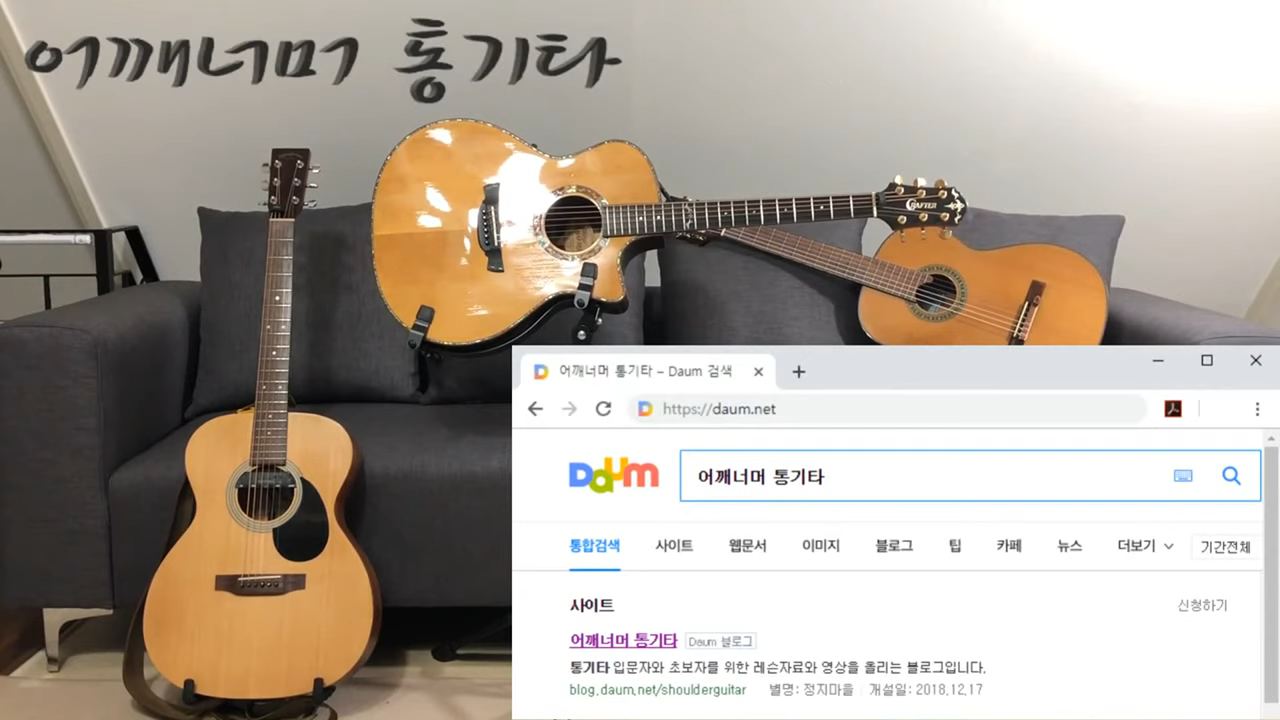 어깨너머 통기타
CRAFTER
어깨너머 통기타 – Daum 검색
https://daum.net
Daum 어깨너머 통기타
통합검색 사이트 웹문서 이미지 블로그 팁 카페 뉴스 더보기 기간전체
사이트 신청하기
어깨너머 통기타 Daum 블로그
통기타 입문자와 초보자를 위한 레슨자료와 영상을 올리는 블로그입니다.
blog.daum.net/shoulderguitar 별명: 정지마을 개설일: 2018.12.17